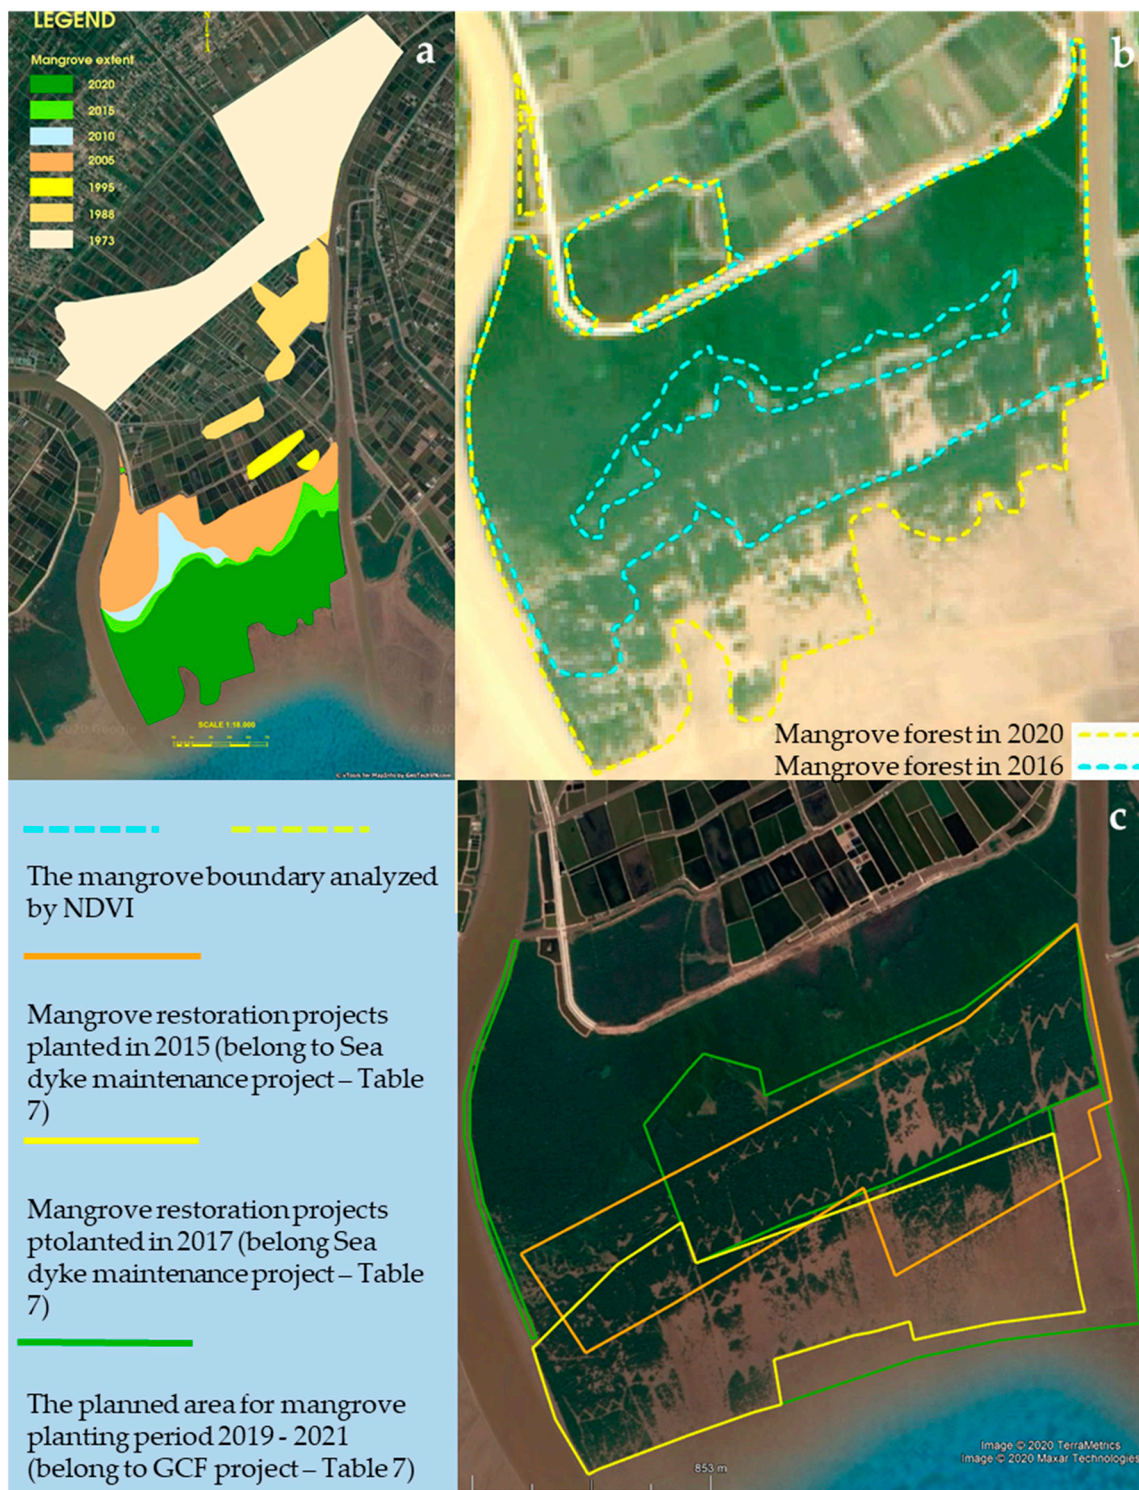 LEGEND
N
a
Mangrove extent
2020
2015
2010
2005
1995
1988
1973
SCALE 1:18.000
b
Mangrove forest in 2020
Mangrove forest in 2016
The mangrove boundary analyzed
by NDVI
Mangrove restoration projects
planted in 2015 (belong to Sea
dyke maintenance project – Table
7)
Mangrove restoration projects
ptolanted in 2017 (belong Sea
dyke maintenance project – Table
7)
The planned area for mangrove
planting period 2019 - 2021
(belong to GCF project – Table 7)
c
Image © 2020 TerraMetrics
Image © 2020 Maxar Technologies
853 m